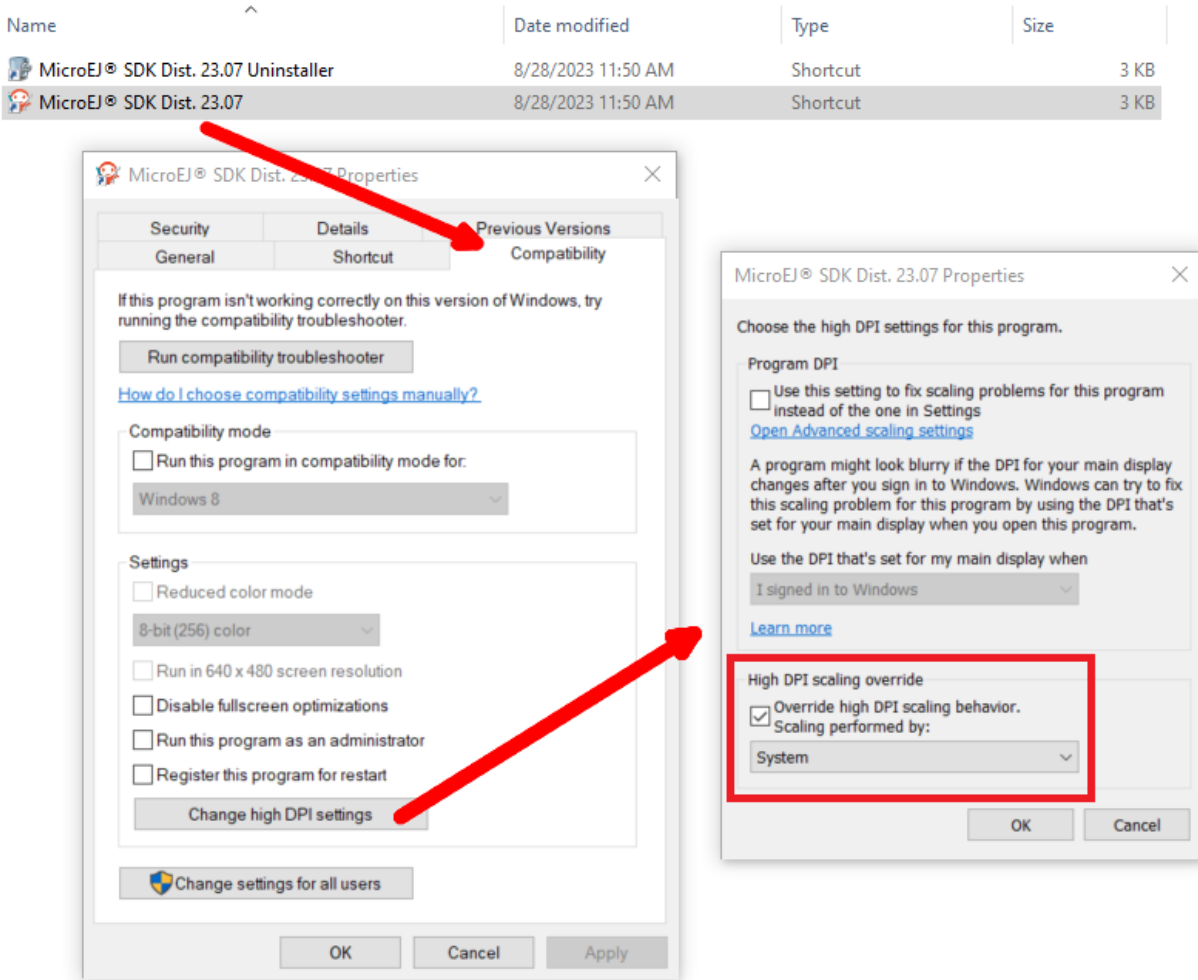 Name Date modified Type Size
MicroEJ® SDK Dist. 23.07 Uninstaller 8/28/2023 11:50 AM Shortcut 3 KB
MicroEJ® SDK Dist. 23.07 8/28/2023 11:50 AM Shortcut 3 KB
MicroEJ® SDK Dist. 23.07 Properties
Security Details Previous Versions
General Shortcut Compatibility
If this program isn't working correctly on this version of Windows, try
running the compatibility troubleshooter.
Run compatibility troubleshooter
How do I choose compatibility settings manually?
Compatibility mode
Run this program in compatibility mode for:
Windows 8
Settings
Reduced color mode
8-bit (256) color
Run in 640 x 480 screen resolution
Disable fullscreen optimizations
Run this program as an administrator
Register this program for restart
Change high DPI settings
Change settings for all users
OK Cancel Apply
MicroEJ® SDK Dist. 23.07 Properties
Choose the high DPI settings for this program.
Program DPI
Use this setting to fix scaling problems for this program
instead of the one in Settings
Open Advanced scaling settings
A program might look blurry if the DPI for your main display
changes after you sign in to Windows. Windows can try to fix
this scaling problem for this program by using the DPI that's
set for your main display when you open this program.
Use the DPI that's set for my main display when
I signed in to Windows
Learn more
High DPI scaling override
Override high DPI scaling behavior.
Scaling performed by:
System
OK Cancel